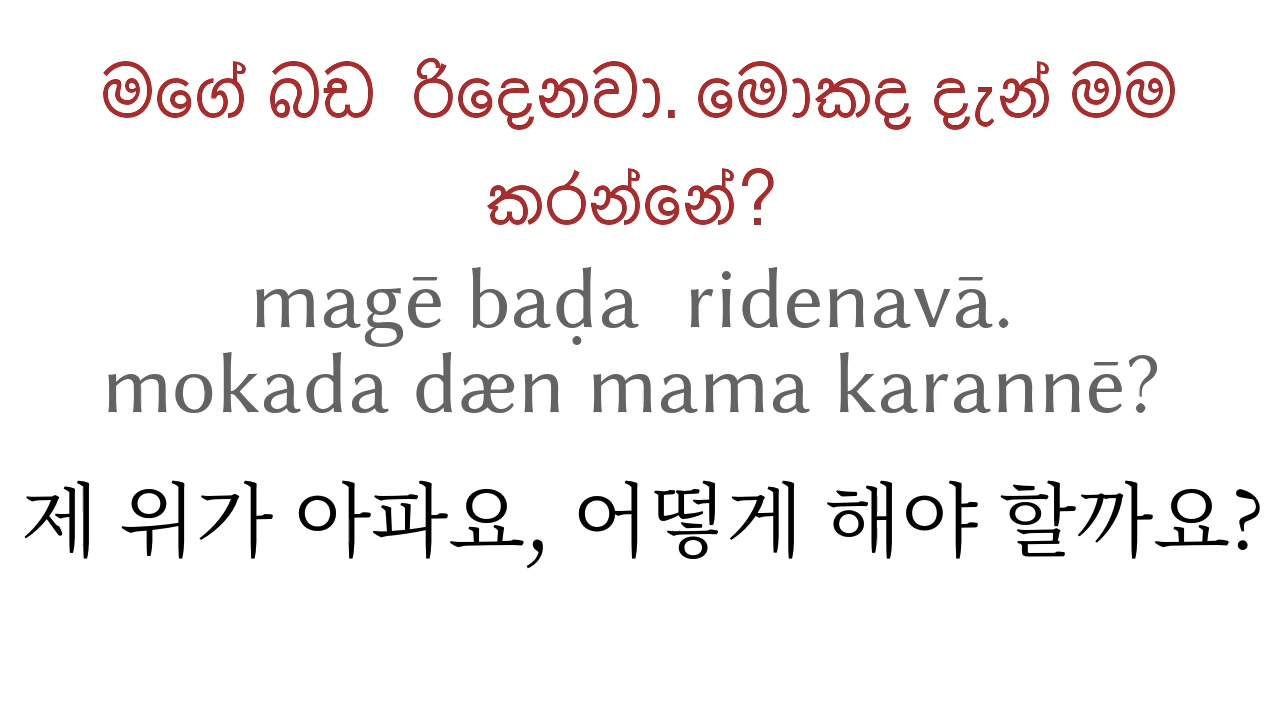 මගේ බඩ  රිදෙනවා. මොකද දැන් මම
කරන්නේ?
magē baḍa  ridenavā.
mokada dæn mama karannē?
제 위가 아파요, 어떻게 해야 할까요?